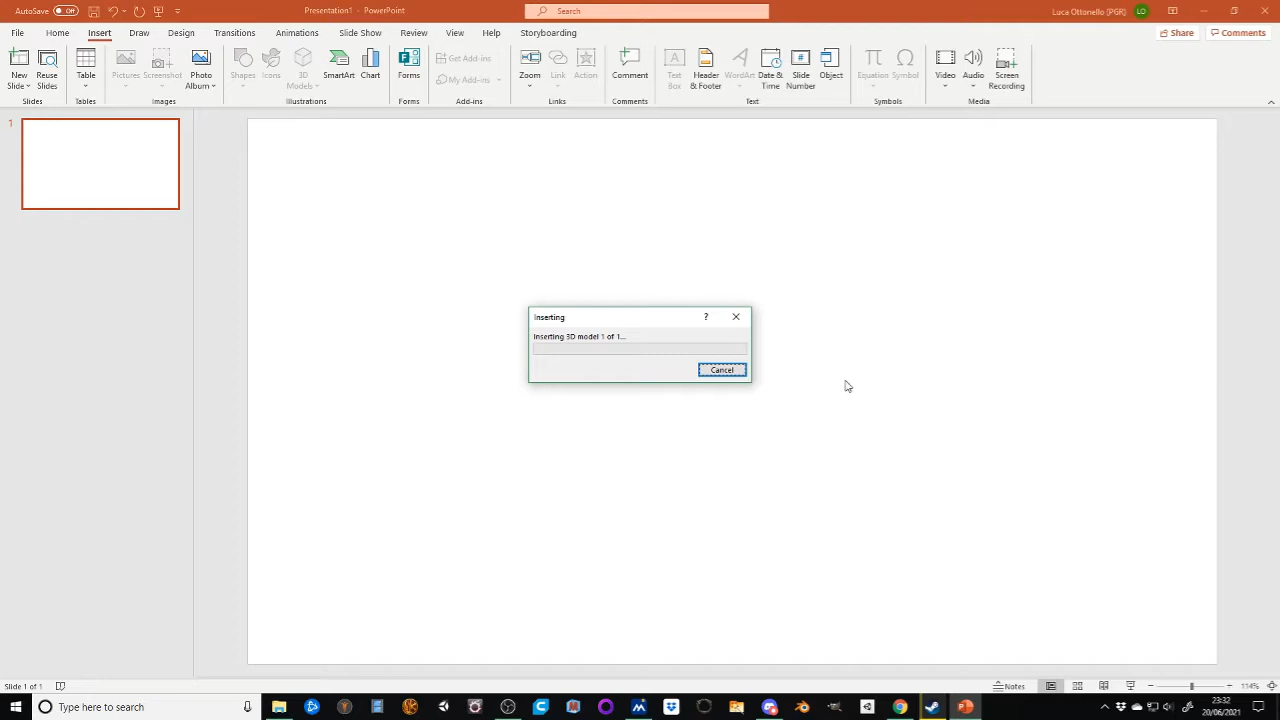 AutoSave Off Presentation1 - PowerPoint Search Luca Ottonello [PGR] LO
File Home Insert Draw Design Transitions Animations Slide Show Review View Help Storyboarding Share Comments
New Slide Reuse Slides Table Pictures Screenshot Photo Album Shapes Icons 3D Models SmartArt Chart Forms Get Add-ins My Add-ins Zoom Link Action Comment Text Box Header & Footer WordArt Date & Time Slide Number Object Equation Symbol Video Audio Screen Recording
Slides Tables Images Illustrations Forms Add-ins Links Comments Text Symbols Media
1
Inserting
Inserting 3D model 1 of 1...
Cancel
Slide 1 of 1 Notes 114%
Type here to search
23:32
20/06/2021